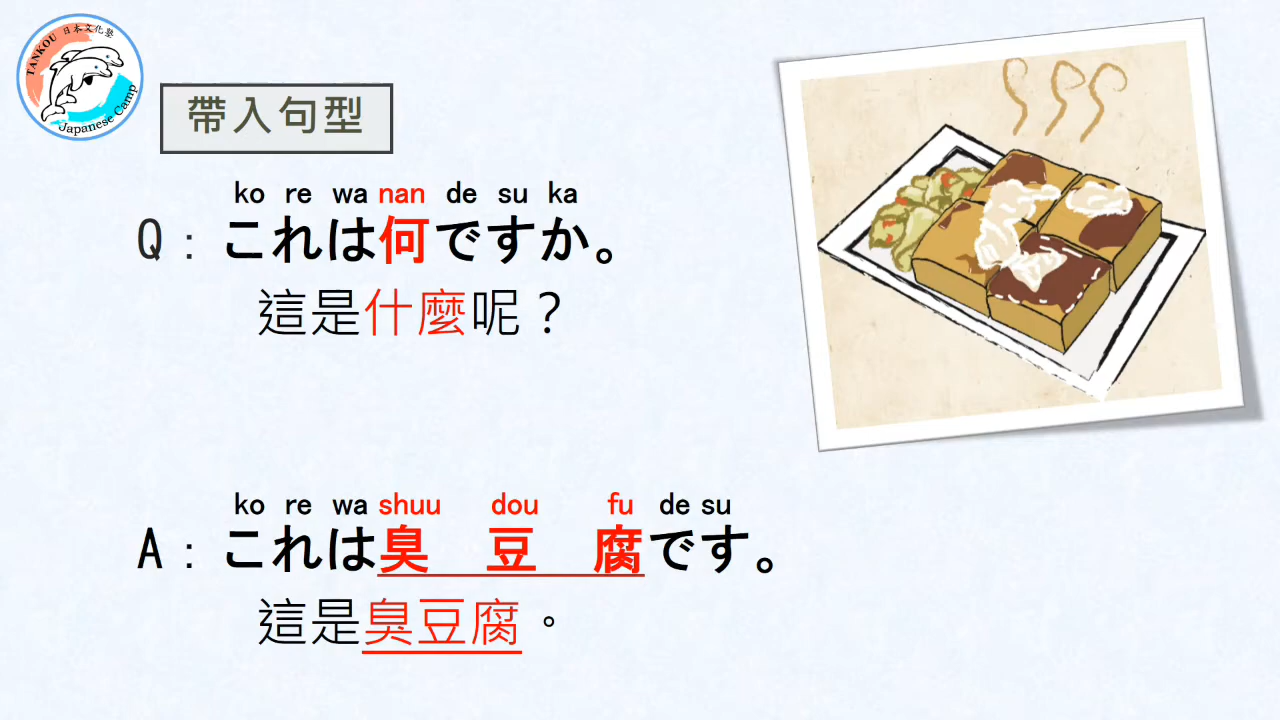 TANKOU 日本文化塾
Japanese Camp
帶入句型
ko re wa nan de su ka
Q：これは何ですか。
這是什麼呢？
ko re wa shuu dou fu de su
A：これは臭 豆 腐です。
這是臭豆腐。